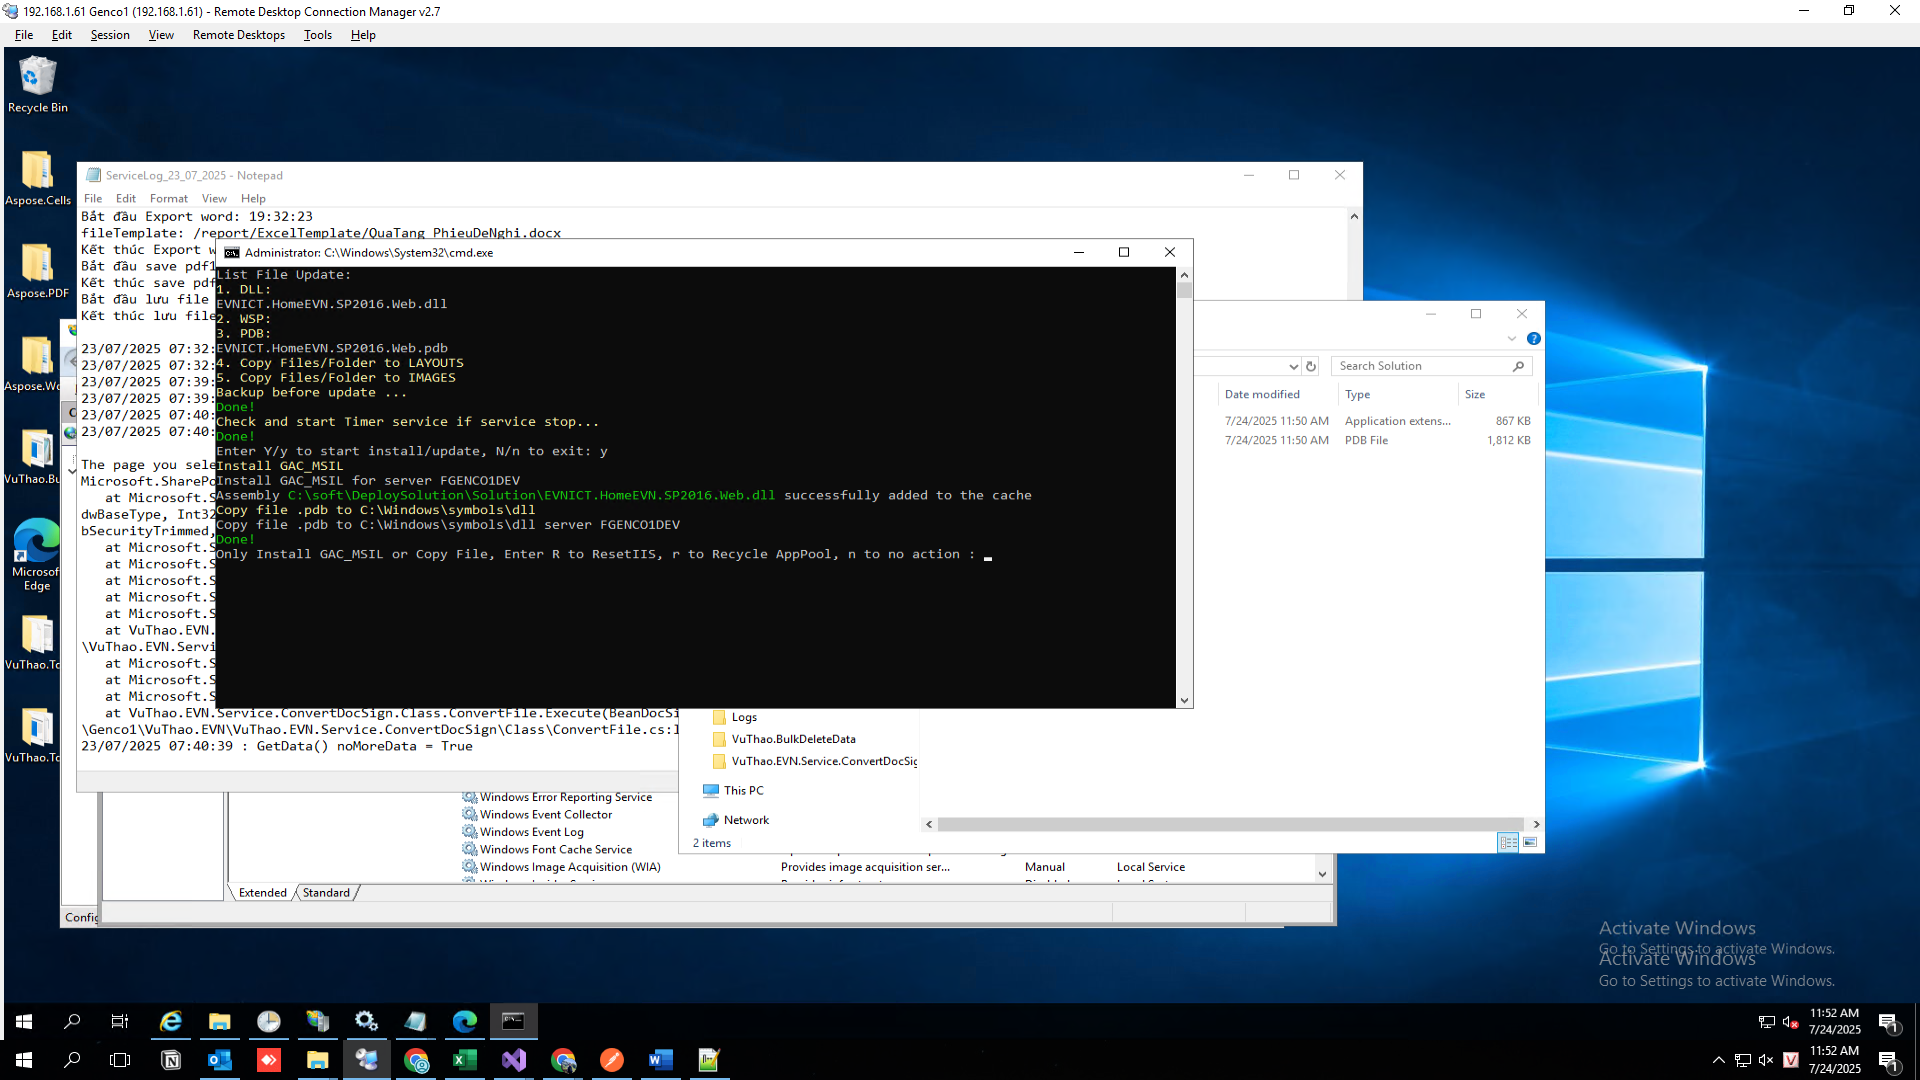 192.168.1.61 Genco1 (192.168.1.61) - Remote Desktop Connection Manager v2.7
File Edit Session View Remote Desktops Tools Help
Recycle Bin
Aspose.Cells
Aspose.PDF
Aspose.Wo
VuThao.Bu
Microsof
Edge
VuThao.To
VuThao.To
ServiceLog_23_07_2025 - Notepad
File Edit Format View Help
Bắt đầu Export word: 19:32:23
fileTemplate: /report/ExcelTemplate/QuaTang_PhieuDeNghi.docx
Kết thúc Export w
Bắt đầu save pdf1
Kết thúc save pdf
Bắt đầu lưu file
Kết thúc lưu file
23/07/2025 07:32:
23/07/2025 07:32:
23/07/2025 07:39:
23/07/2025 07:39:
23/07/2025 07:40:
23/07/2025 07:40:
The page you sele
Microsoft.SharePo
at Microsoft.S
dwBaseType, Int32
bSecurityTrimmed,
at Microsoft.S
at Microsoft.S
at Microsoft.S
at Microsoft.S
at Microsoft.S
at VuThao.EVN.
\VuThao.EVN.Servi
at Microsoft.S
at Microsoft.S
at Microsoft.S
at VuThao.EVN.Service.ConvertDocSign.Class.ConvertFile.Execute(BeanDocSi
\Genco1\VuThao.EVN\VuThao.EVN.Service.ConvertDocSign\Class\ConvertFile.cs:l
23/07/2025 07:40:39 : GetData() noMoreData = True
Administrator: C:\Windows\System32\cmd.exe
List File Update:
1. DLL:
EVNICT.HomeEVN.SP2016.Web.dll
2. WSP:
3. PDB:
EVNICT.HomeEVN.SP2016.Web.pdb
4. Copy Files/Folder to LAYOUTS
5. Copy Files/Folder to IMAGES
Backup before update ...
Done!
Check and start Timer service if service stop...
Done!
Enter Y/y to start install/update, N/n to exit: y
Install GAC_MSIL
Install GAC_MSIL for server FGENCO1DEV
Assembly C:\soft\DeploySolution\Solution\EVNICT.HomeEVN.SP2016.Web.dll successfully added to the cache
Copy file .pdb to C:\Windows\symbols\dll
Copy file .pdb to C:\Windows\symbols\dll server FGENCO1DEV
Done!
Only Install GAC_MSIL or Copy File, Enter R to ResetIIS, r to Recycle AppPool, n to no action :
Search Solution
Date modified Type Size
7/24/2025 11:50 AM Application extens... 867 KB
7/24/2025 11:50 AM PDB File 1,812 KB
Logs
VuThao.BulkDeleteData
VuThao.EVN.Service.ConvertDocSig
This PC
Network
2 items
Windows Error Reporting Service
Windows Event Collector
Windows Event Log
Windows Font Cache Service
Windows Image Acquisition (WIA) Provides image acquisition ser... Manual Local Service
Extended Standard
Config
Activate Windows
Go to Settings to activate Windows.
Activate Windows
Go to Settings to activate Windows.
11:52 AM
7/24/2025
1
11:52 AM
7/24/2025
1